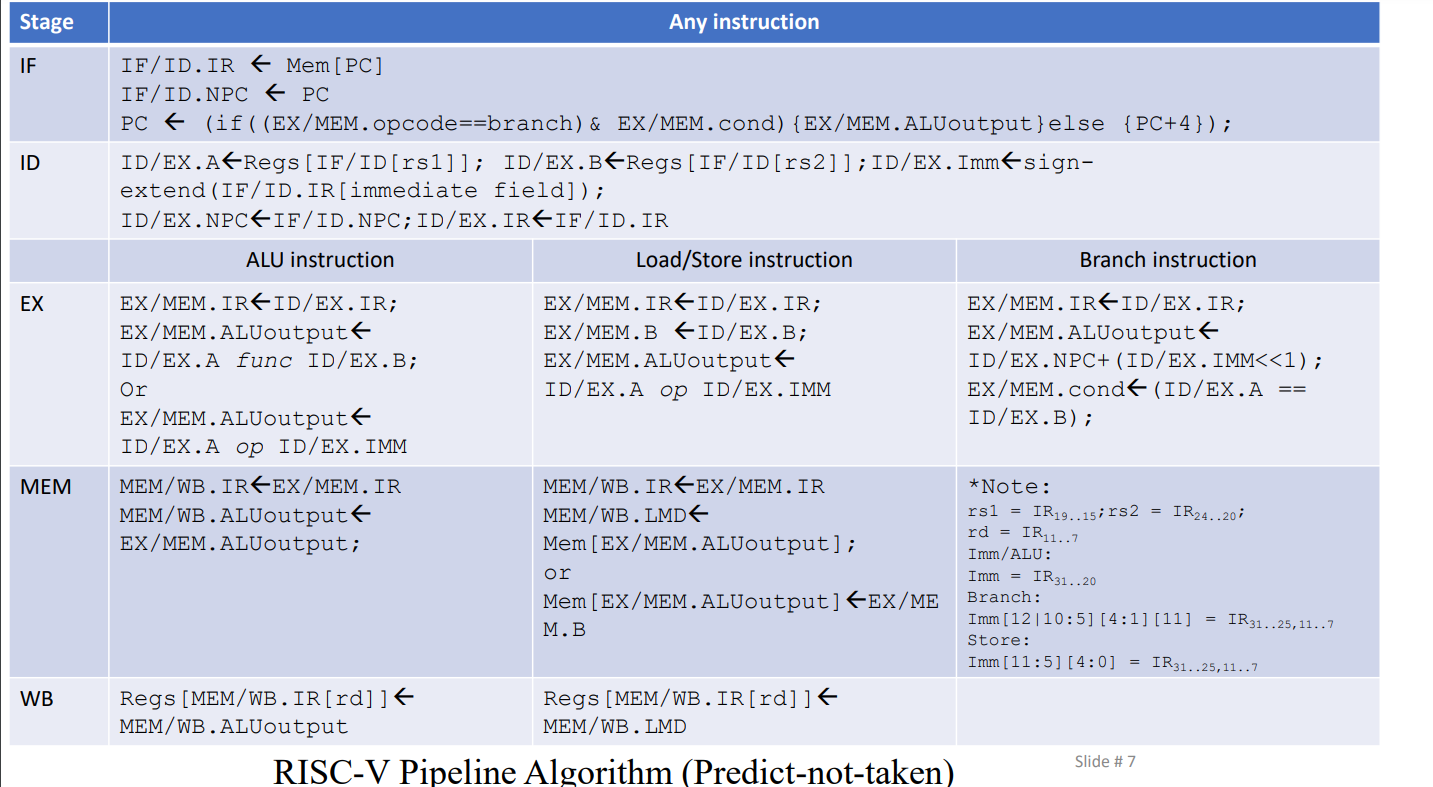 Stage Any instruction
IF
IF/ID.IR ← Mem[PC]
IF/ID.NPC ← PC
PC ← (if((EX/MEM.opcode==branch)& EX/MEM.cond){EX/MEM.ALUoutput}else {PC+4});
ID
ID/EX.A←Regs[IF/ID[rs1]]; ID/EX.B←Regs[IF/ID[rs2]];ID/EX.Imm←sign-
extend(IF/ID.IR[immediate field]);
ID/EX.NPC←IF/ID.NPC;ID/EX.IR←IF/ID.IR
ALU instruction Load/Store instruction Branch instruction
EX
EX/MEM.IR←ID/EX.IR;
EX/MEM.ALUoutput←
ID/EX.A func ID/EX.B;
Or
EX/MEM.ALUoutput←
ID/EX.A op ID/EX.IMM
EX/MEM.IR←ID/EX.IR;
EX/MEM.B ←ID/EX.B;
EX/MEM.ALUoutput←
ID/EX.A op ID/EX.IMM
EX/MEM.IR←ID/EX.IR;
EX/MEM.ALUoutput←
ID/EX.NPC+(ID/EX.IMM<<1);
EX/MEM.cond←(ID/EX.A ==
ID/EX.B);
MEM
MEM/WB.IR←EX/MEM.IR
MEM/WB.ALUoutput←
EX/MEM.ALUoutput;
MEM/WB.IR←EX/MEM.IR
MEM/WB.LMD←
Mem[EX/MEM.ALUoutput];
or
Mem[EX/MEM.ALUoutput]←EX/ME
M.B
*Note:
rs1 = IR19..15;rs2 = IR24..20;
rd = IR11..7
Imm/ALU:
Imm = IR31..20
Branch:
Imm[12|10:5][4:1][11] = IR31..25,11..7
Store:
Imm[11:5][4:0] = IR31..25,11..7
WB
Regs[MEM/WB.IR[rd]]←
MEM/WB.ALUoutput
Regs[MEM/WB.IR[rd]]←
MEM/WB.LMD
RISC-V Pipeline Algorithm (Predict-not-taken)
Slide # 7